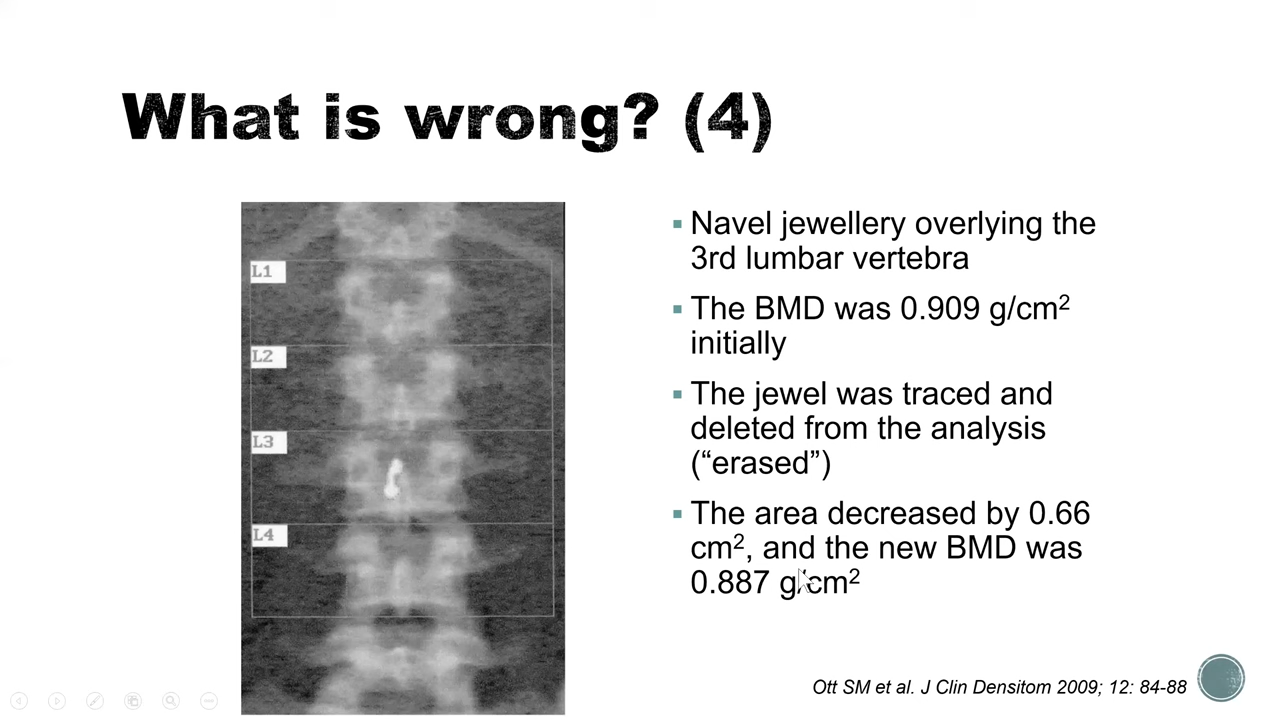 What is wrong? (4)
L1
L2
L3
L4
Navel jewellery overlying the
3rd lumbar vertebra
The BMD was 0.909 g/cm²
initially
The jewel was traced and
deleted from the analysis
(“erased”)
The area decreased by 0.66
cm², and the new BMD was
0.887 g/cm²
Ott SM et al. J Clin Densitom 2009; 12: 84-88